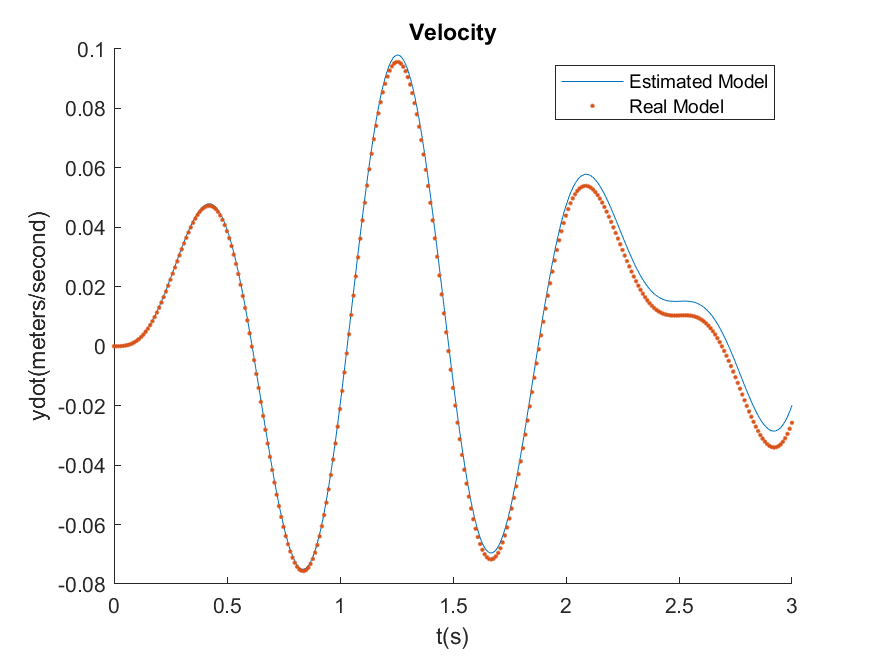 Velocity
0.1
0.08
0.06
0.04
0.02
0
-0.02
-0.04
-0.06
-0.08
ydot(meters/second)
Estimated Model
Real Model
0 0.5 1 1.5 2 2.5 3
t(s)